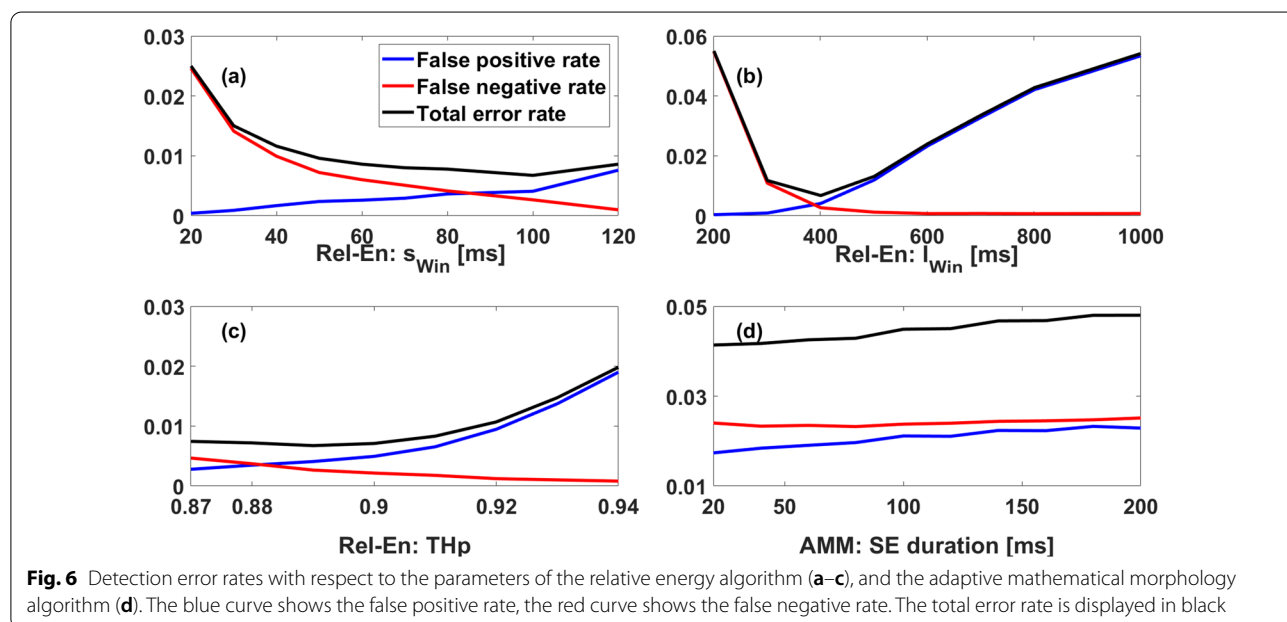 0.03
0.02
0.01
0
(a)
False positive rate
False negative rate
Total error rate
20 40 60 80 100 120
Rel-En: s_Win [ms]
0.06
0.04
0.02
0
(b)
200 400 600 800 1000
Rel-En: l_Win [ms]
0.03
0.02
0.01
0
(c)
0.87 0.88 0.9 0.92 0.94
Rel-En: THp
0.05
0.03
0.01
(d)
20 50 100 150 200
AMM: SE duration [ms]
Fig. 6 Detection error rates with respect to the parameters of the relative energy algorithm (a–c), and the adaptive mathematical morphology
algorithm (d). The blue curve shows the false positive rate, the red curve shows the false negative rate. The total error rate is displayed in black